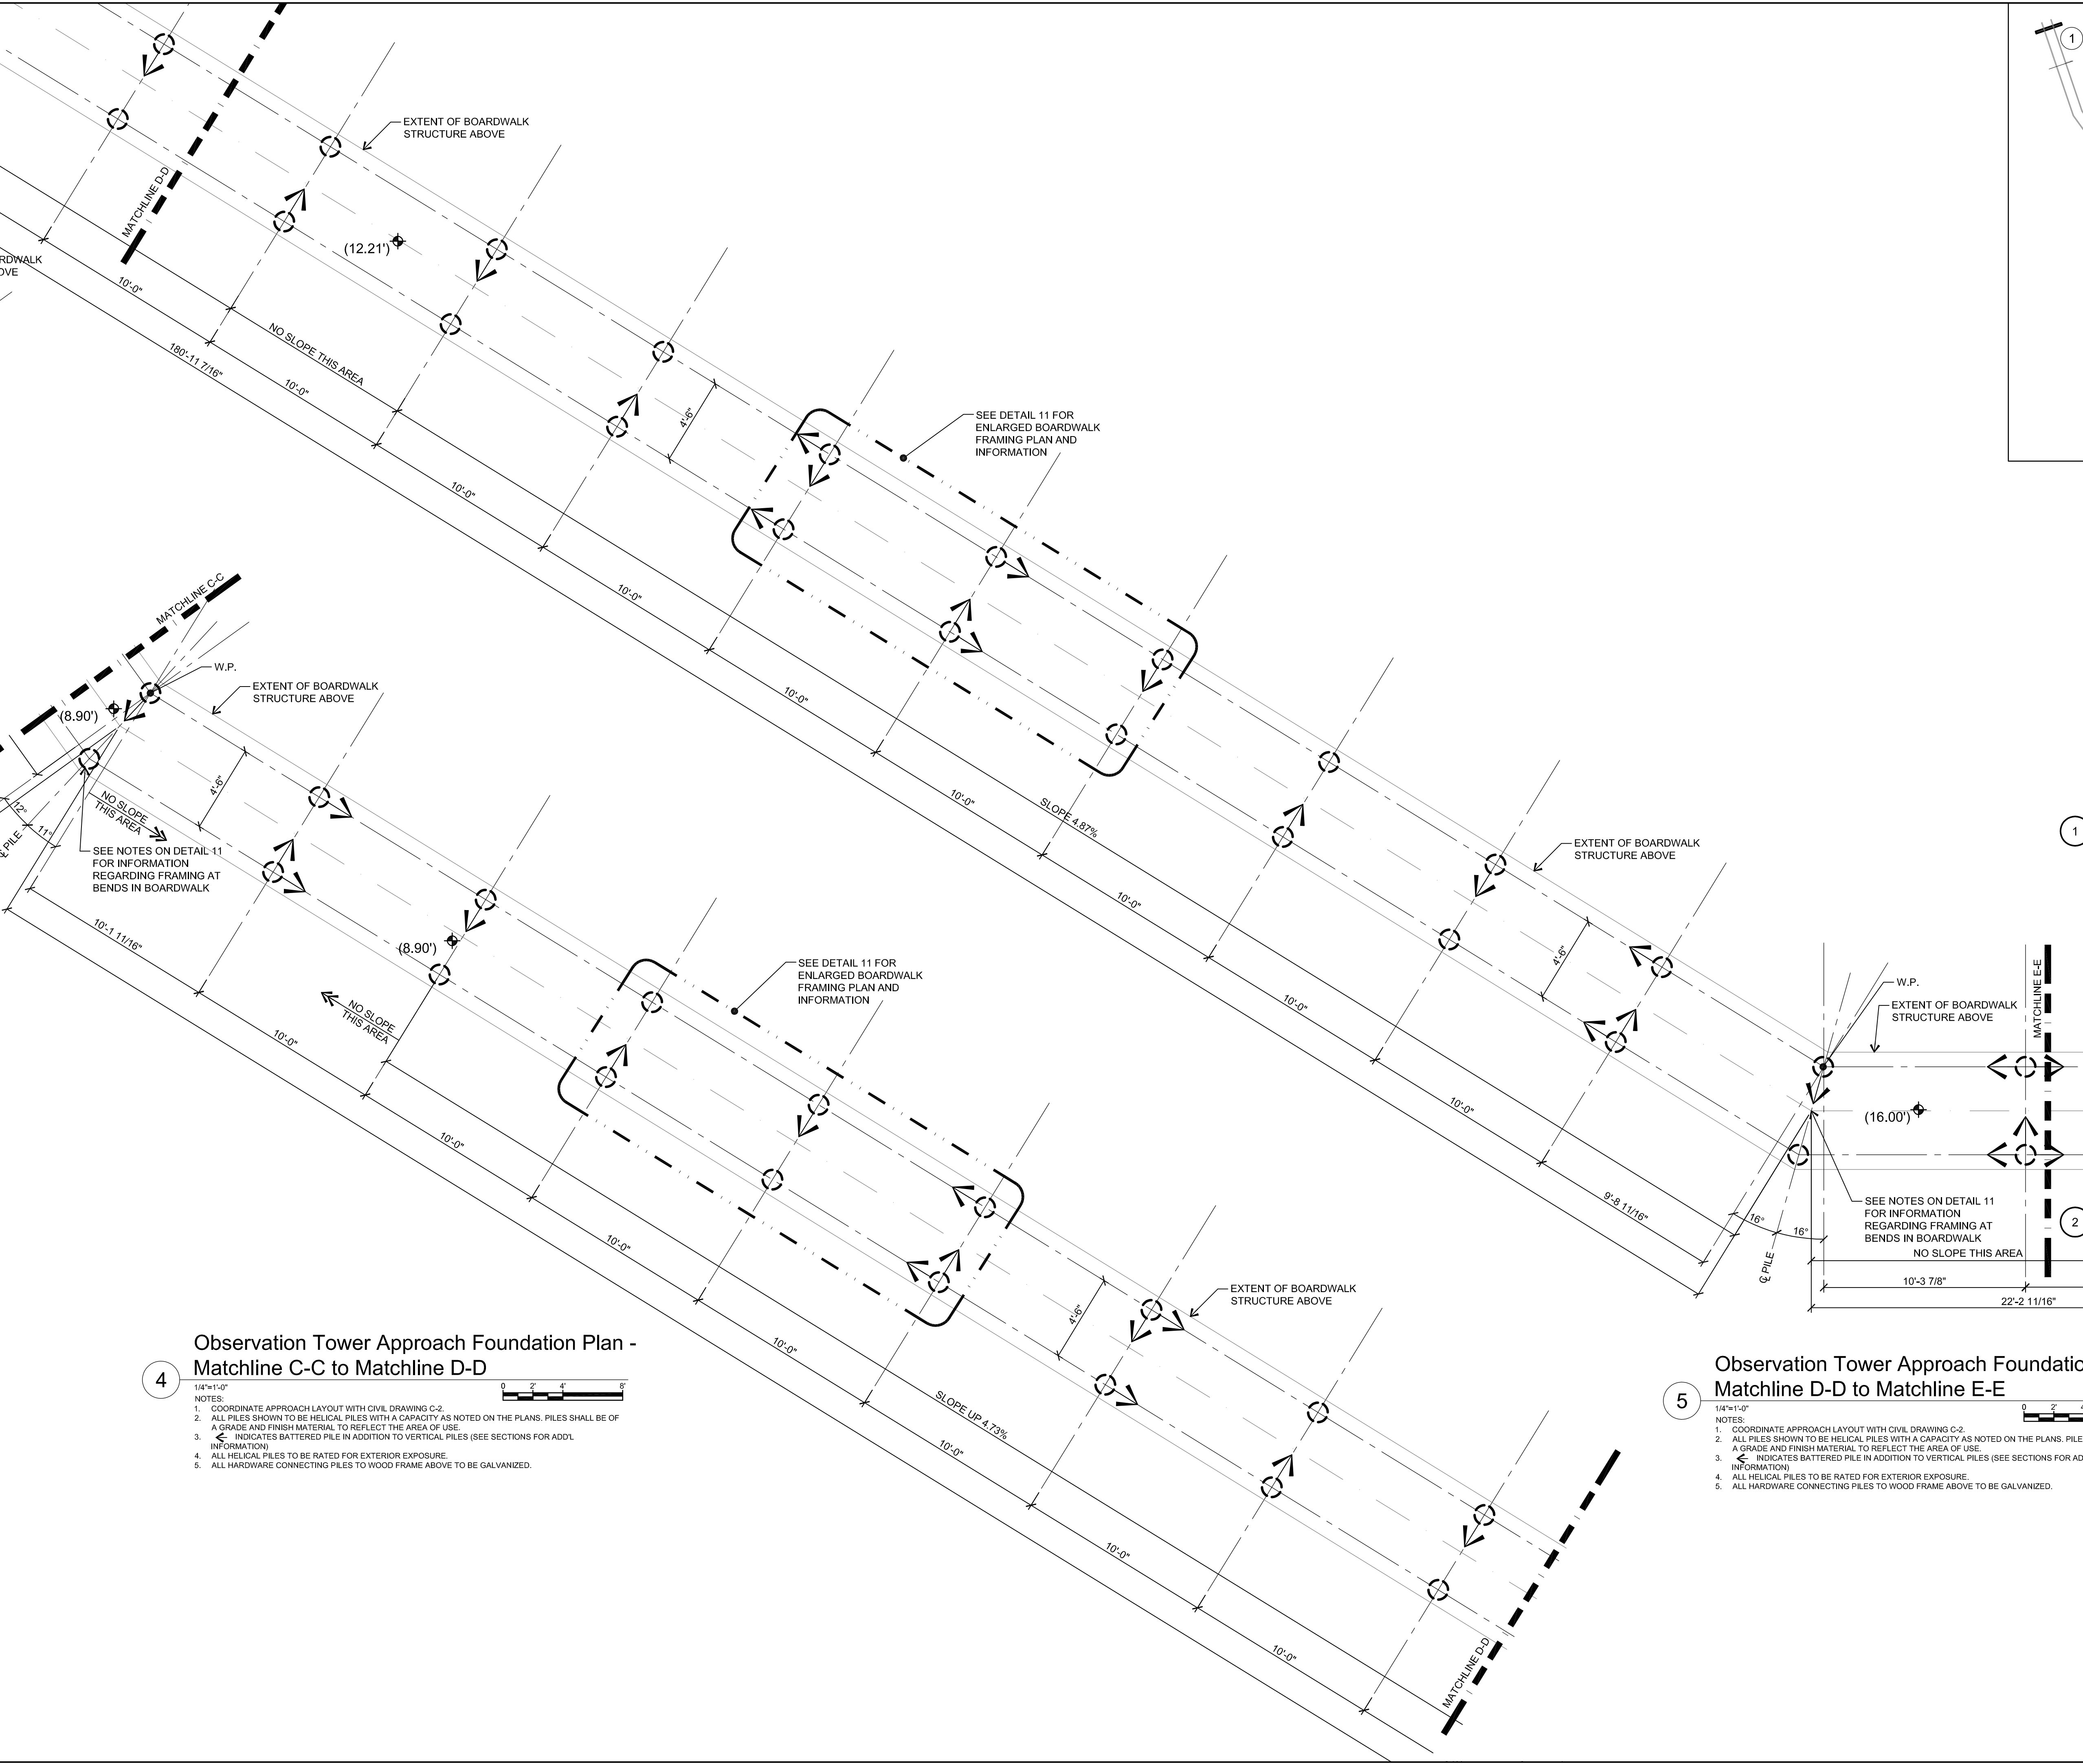 1
EXTENT OF BOARDWALK
STRUCTURE ABOVE
MATCHLINE D-D
(12.21')
RDWALK
OVE
10'-0"
NO SLOPE THIS AREA
180'-11 7/16"
10'-0"
4'-6"
SEE DETAIL 11 FOR
ENLARGED BOARDWALK
FRAMING PLAN AND
INFORMATION
10'-0"
10'-0"
10'-0"
10'-0"
SLOPE 4.87%
10'-0"
10'-0"
10'-0"
9'-8 11/16"
EXTENT OF BOARDWALK
STRUCTURE ABOVE
4'-6"
1
MATCHLINE E-E
W.P.
EXTENT OF BOARDWALK
STRUCTURE ABOVE
(16.00')
SEE NOTES ON DETAIL 11
FOR INFORMATION
REGARDING FRAMING AT
BENDS IN BOARDWALK
2
16°
16°
℄ PILE
NO SLOPE THIS AREA
10'-3 7/8"
22'-2 11/16"
MATCHLINE C-C
W.P.
(8.90')
EXTENT OF BOARDWALK
STRUCTURE ABOVE
4'-6"
NO SLOPE
THIS AREA
12°
11°
℄ PILE
SEE NOTES ON DETAIL 11
FOR INFORMATION
REGARDING FRAMING AT
BENDS IN BOARDWALK
10'-1 11/16"
(8.90')
NO SLOPE
THIS AREA
10'-0"
SEE DETAIL 11 FOR
ENLARGED BOARDWALK
FRAMING PLAN AND
INFORMATION
10'-0"
10'-0"
10'-0"
4'-6"
EXTENT OF BOARDWALK
STRUCTURE ABOVE
SLOPE UP 4.73%
10'-0"
10'-0"
10'-0"
MATCHLINE D-D
4
Observation Tower Approach Foundation Plan -
Matchline C-C to Matchline D-D
1/4"=1'-0"
0 2' 4' 8'
NOTES:
1. COORDINATE APPROACH LAYOUT WITH CIVIL DRAWING C-2.
2. ALL PILES SHOWN TO BE HELICAL PILES WITH A CAPACITY AS NOTED ON THE PLANS. PILES SHALL BE OF
A GRADE AND FINISH MATERIAL TO REFLECT THE AREA OF USE.
3. INDICATES BATTERED PILE IN ADDITION TO VERTICAL PILES (SEE SECTIONS FOR ADD'L
INFORMATION)
4. ALL HELICAL PILES TO BE RATED FOR EXTERIOR EXPOSURE.
5. ALL HARDWARE CONNECTING PILES TO WOOD FRAME ABOVE TO BE GALVANIZED.
5
Observation Tower Approach Foundatio
Matchline D-D to Matchline E-E
1/4"=1'-0"
0 2' 4
NOTES:
1. COORDINATE APPROACH LAYOUT WITH CIVIL DRAWING C-2.
2. ALL PILES SHOWN TO BE HELICAL PILES WITH A CAPACITY AS NOTED ON THE PLANS. PILE
A GRADE AND FINISH MATERIAL TO REFLECT THE AREA OF USE.
3. INDICATES BATTERED PILE IN ADDITION TO VERTICAL PILES (SEE SECTIONS FOR AD
INFORMATION)
4. ALL HELICAL PILES TO BE RATED FOR EXTERIOR EXPOSURE.
5. ALL HARDWARE CONNECTING PILES TO WOOD FRAME ABOVE TO BE GALVANIZED.